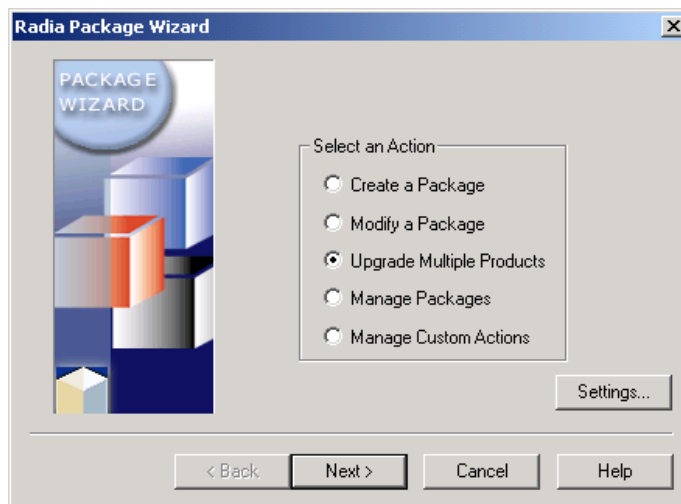 Radia Package Wizard
PACKAGE
WIZARD
Select an Action
Create a Package
Modify a Package
Upgrade Multiple Products
Manage Packages
Manage Custom Actions
Settings...
< Back
Next >
Cancel
Help